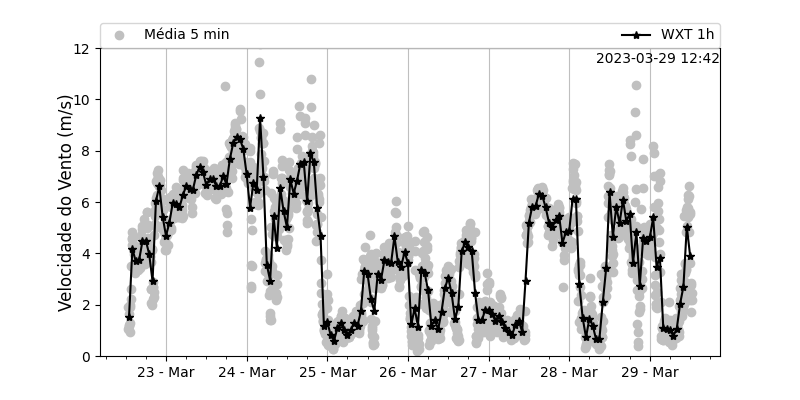 Média 5 min
WXT 1h
2023-03-29 12:42
Velocidade do Vento (m/s)
12
10
8
6
4
2
0
23 - Mar
24 - Mar
25 - Mar
26 - Mar
27 - Mar
28 - Mar
29 - Mar